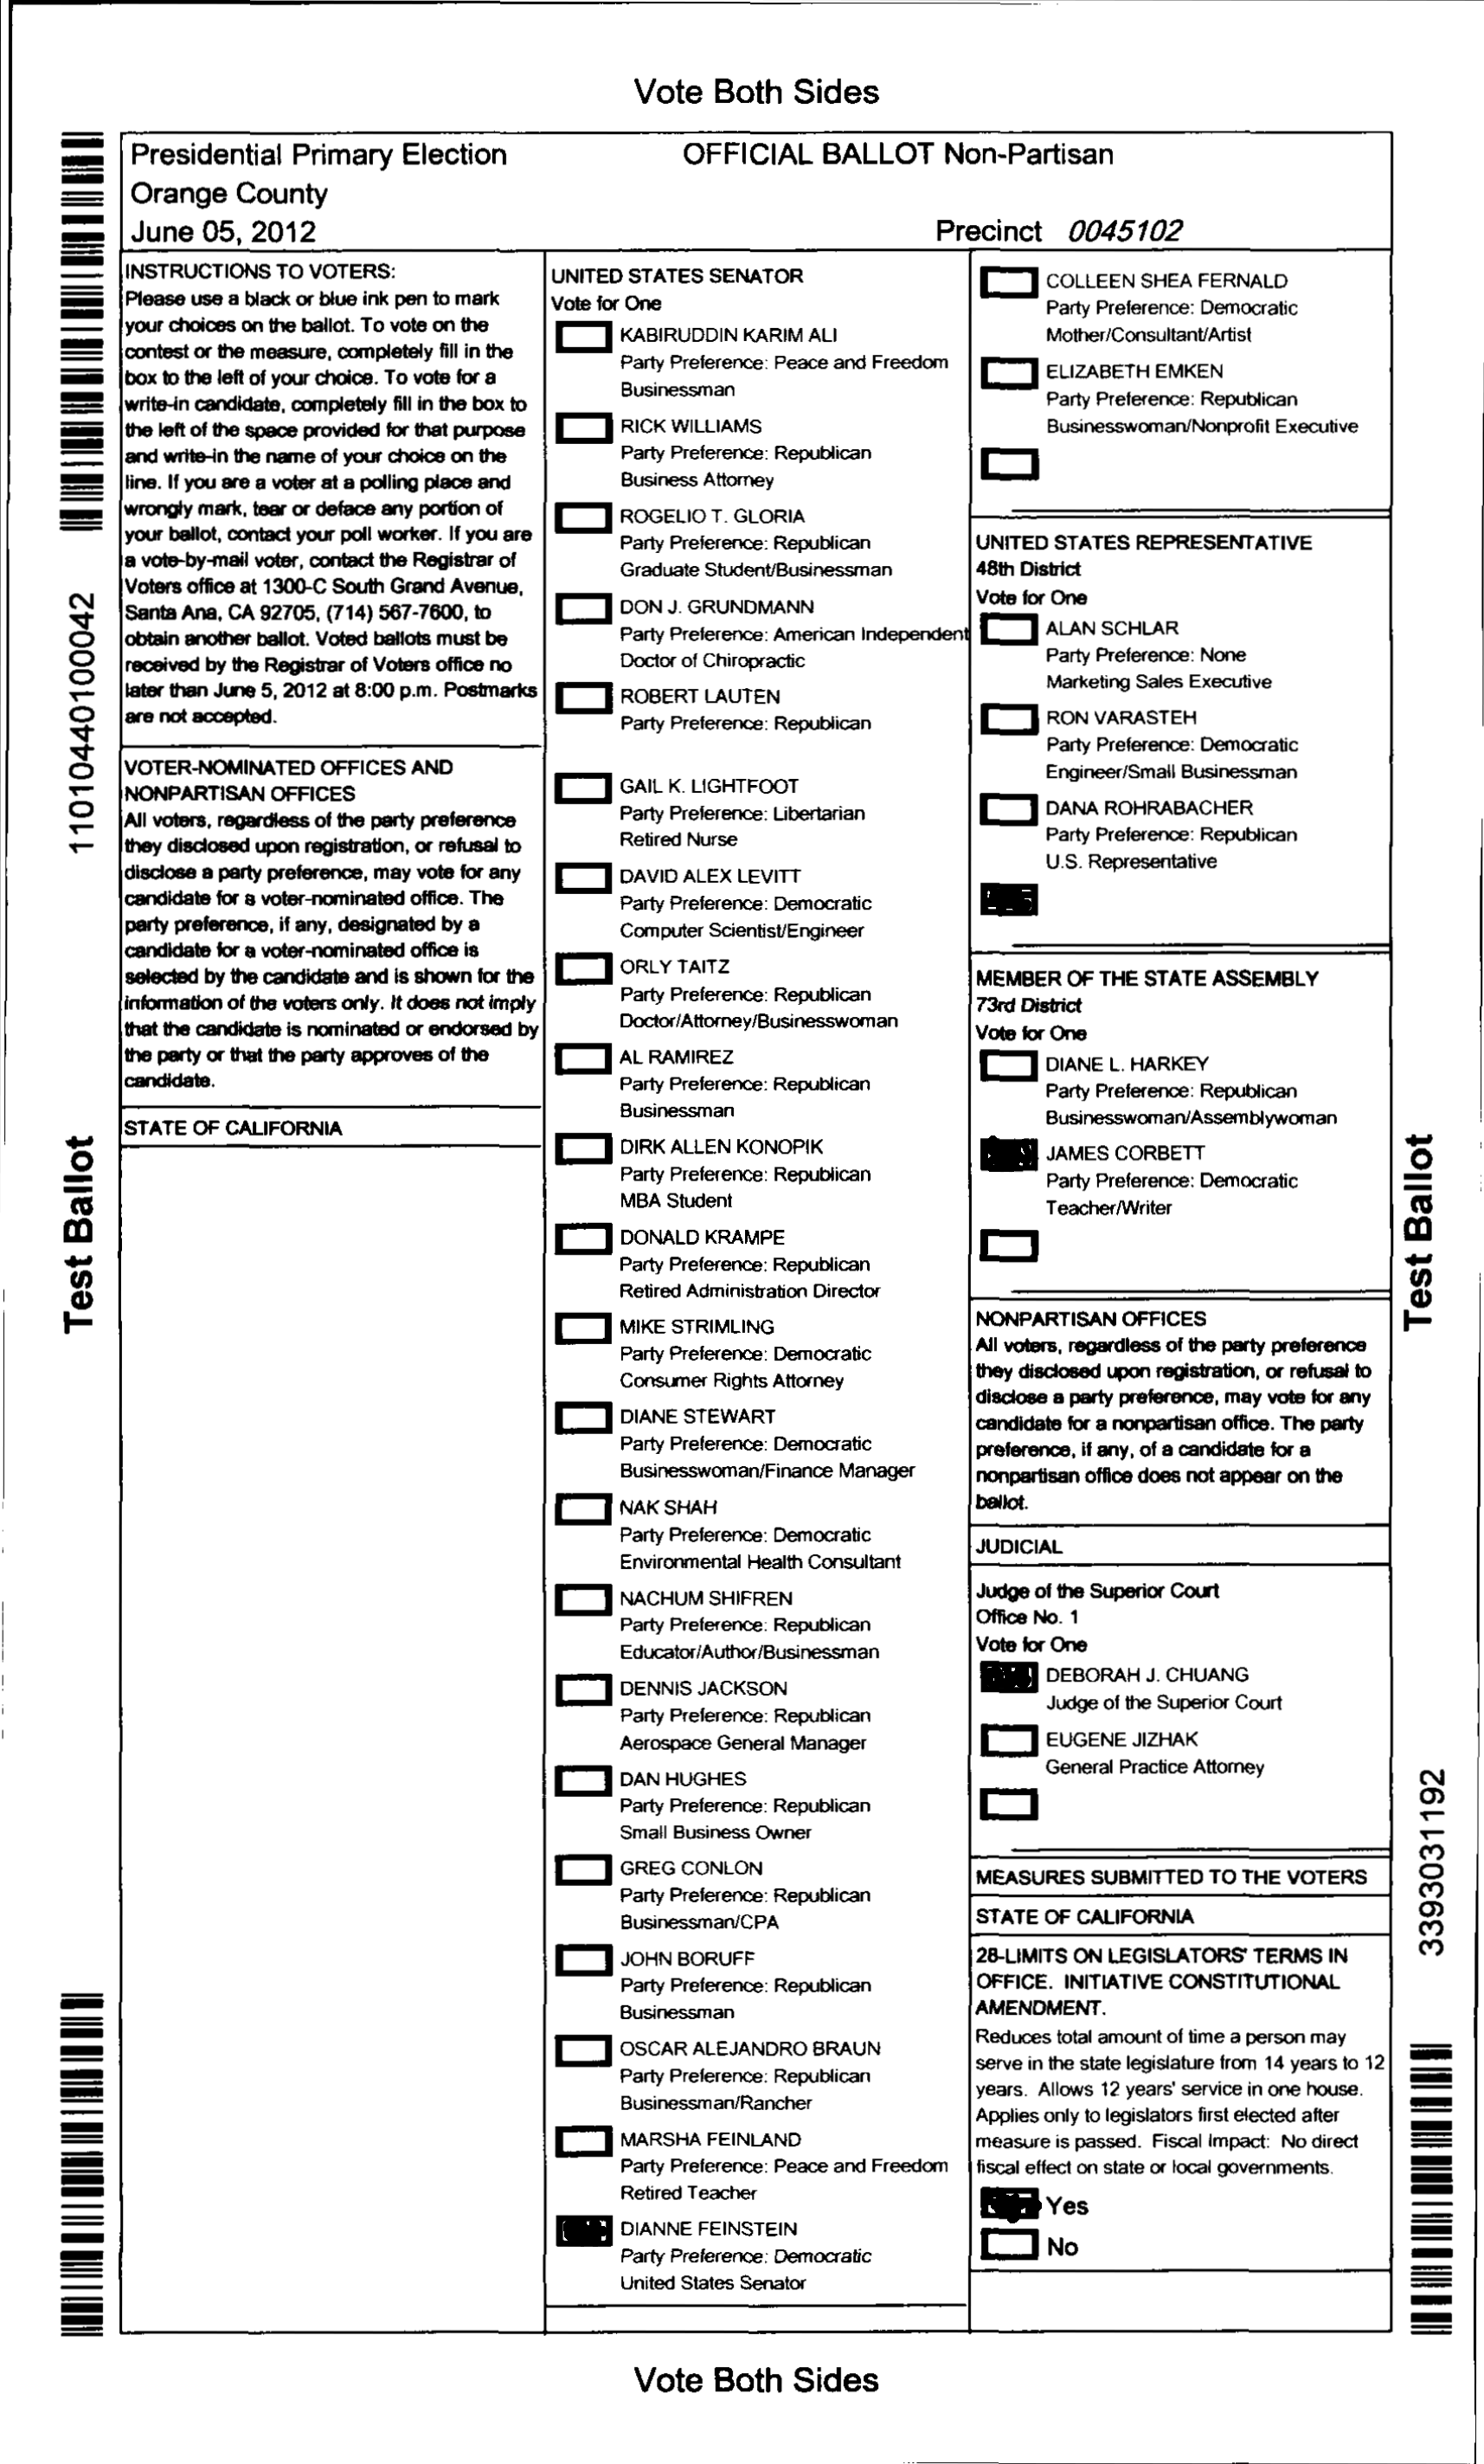 Vote Both Sides
Presidential Primary Election
Orange County
June 05, 2012
OFFICIAL BALLOT Non-Partisan
Precinct 0045102
INSTRUCTIONS TO VOTERS:
Please use a black or blue ink pen to mark
your choices on the ballot. To vote on the
contest or the measure, completely fill in the
box to the left of your choice. To vote for a
write-in candidate, completely fill in the box to
the left of the space provided for that purpose
and write-in the name of your choice on the
line. If you are a voter at a polling place and
wrongly mark, tear or deface any portion of
your ballot, contact your poll worker. If you are
a vote-by-mail voter, contact the Registrar of
Voters office at 1300-C South Grand Avenue,
Santa Ana, CA 92705, (714) 567-7600, to
obtain another ballot. Voted ballots must be
received by the Registrar of Voters office no
later than June 5, 2012 at 8:00 p.m. Postmarks
are not accepted.
VOTER-NOMINATED OFFICES AND
NONPARTISAN OFFICES
All voters, regardless of the party preference
they disclosed upon registration, or refusal to
disclose a party preference, may vote for any
candidate for a voter-nominated office. The
party preference, if any, designated by a
candidate for a voter-nominated office is
selected by the candidate and is shown for the
information of the voters only. It does not imply
that the candidate is nominated or endorsed by
the party or that the party approves of the
candidate.
STATE OF CALIFORNIA
UNITED STATES SENATOR
Vote for One
KABIRUDDIN KARIM ALI
Party Preference: Peace and Freedom
Businessman
RICK WILLIAMS
Party Preference: Republican
Business Attorney
ROGELIO T. GLORIA
Party Preference: Republican
Graduate Student/Businessman
DON J. GRUNDMANN
Party Preference: American Independent
Doctor of Chiropractic
ROBERT LAUTEN
Party Preference: Republican
GAIL K. LIGHTFOOT
Party Preference: Libertarian
Retired Nurse
DAVID ALEX LEVITT
Party Preference: Democratic
Computer Scientist/Engineer
ORLY TAITZ
Party Preference: Republican
Doctor/Attorney/Businesswoman
AL RAMIREZ
Party Preference: Republican
Businessman
DIRK ALLEN KONOPIK
Party Preference: Republican
MBA Student
DONALD KRAMPE
Party Preference: Republican
Retired Administration Director
MIKE STRIMLING
Party Preference: Democratic
Consumer Rights Attorney
DIANE STEWART
Party Preference: Democratic
Businesswoman/Finance Manager
NAK SHAH
Party Preference: Democratic
Environmental Health Consultant
NACHUM SHIFREN
Party Preference: Republican
Educator/Author/Businessman
DENNIS JACKSON
Party Preference: Republican
Aerospace General Manager
DAN HUGHES
Party Preference: Republican
Small Business Owner
GREG CONLON
Party Preference: Republican
Businessman/CPA
JOHN BORUFF
Party Preference: Republican
Businessman
OSCAR ALEJANDRO BRAUN
Party Preference: Republican
Businessman/Rancher
MARSHA FEINLAND
Party Preference: Peace and Freedom
Retired Teacher
DIANNE FEINSTEIN
Party Preference: Democratic
United States Senator
COLLEEN SHEA FERNALD
Party Preference: Democratic
Mother/Consultant/Artist
ELIZABETH EMKEN
Party Preference: Republican
Businesswoman/Nonprofit Executive
UNITED STATES REPRESENTATIVE
48th District
Vote for One
ALAN SCHLAR
Party Preference: None
Marketing Sales Executive
RON VARASTEH
Party Preference: Democratic
Engineer/Small Businessman
DANA ROHRABACHER
Party Preference: Republican
U.S. Representative
MEMBER OF THE STATE ASSEMBLY
73rd District
Vote for One
DIANE L. HARKEY
Party Preference: Republican
Businesswoman/Assemblywoman
JAMES CORBETT
Party Preference: Democratic
Teacher/Writer
NONPARTISAN OFFICES
All voters, regardless of the party preference
they disclosed upon registration, or refusal to
disclose a party preference, may vote for any
candidate for a nonpartisan office. The party
preference, if any, of a candidate for a
nonpartisan office does not appear on the
ballot.
JUDICIAL
Judge of the Superior Court
Office No. 1
Vote for One
DEBORAH J. CHUANG
Judge of the Superior Court
EUGENE JIZHAK
General Practice Attorney
MEASURES SUBMITTED TO THE VOTERS
STATE OF CALIFORNIA
28-LIMITS ON LEGISLATORS' TERMS IN
OFFICE. INITIATIVE CONSTITUTIONAL
AMENDMENT.
Reduces total amount of time a person may
serve in the state legislature from 14 years to 12
years. Allows 12 years' service in one house.
Applies only to legislators first elected after
measure is passed. Fiscal Impact: No direct
fiscal effect on state or local governments.
Yes
No
11010440100042
Test Ballot
Test Ballot
3393031192
Vote Both Sides